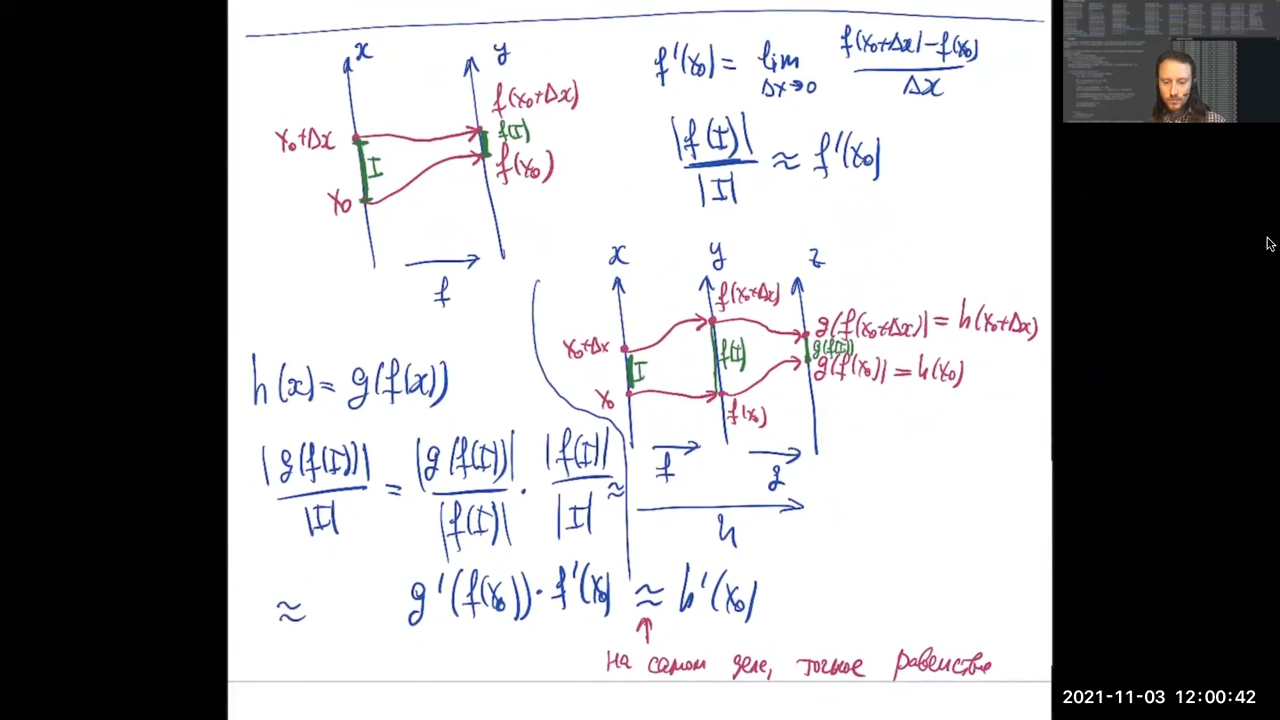 x
y
f'(x₀) = lim
Δx→0
f(x₀+Δx) − f(x₀)
Δx
f(x₀+Δx)
x₀+Δx
f(I)
I
f(x₀)
x₀
|f(I)|
|I|
≈ f'(x₀)
f
x
y
z
f(x₀+Δx)
g(f(x₀+Δx)) = h(x₀+Δx)
x₀+Δx
I
f(I)
g(f(I))
g(f(x₀)) = h(x₀)
x₀
f(x₀)
f
g
h
h(x) = g(f(x))
|g(f(I))|
|I|
=
|g(f(I))|
|f(I)|
·
|f(I)|
|I|
≈
≈ g'(f(x₀)) · f'(x₀) ≈ h'(x₀)
На самом деле, точное равенство
2021-11-03 12:00:42